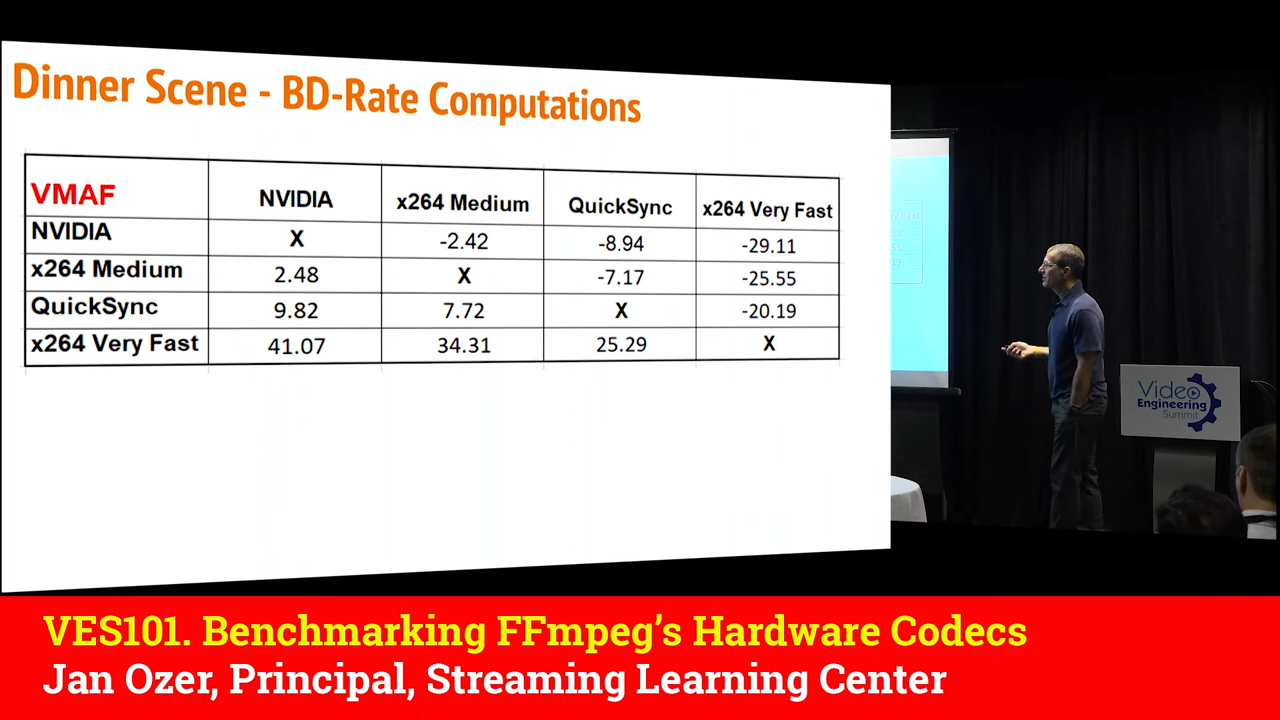 Dinner Scene - BD-Rate Computations
VMAF NVIDIA x264 Medium QuickSync x264 Very Fast
NVIDIA X -2.42 -8.94 -29.11
x264 Medium 2.48 X -7.17 -25.55
QuickSync 9.82 7.72 X -20.19
x264 Very Fast 41.07 34.31 25.29 X
Video
Engineering
Summit
VES101. Benchmarking FFmpeg's Hardware Codecs
Jan Ozer, Principal, Streaming Learning Center